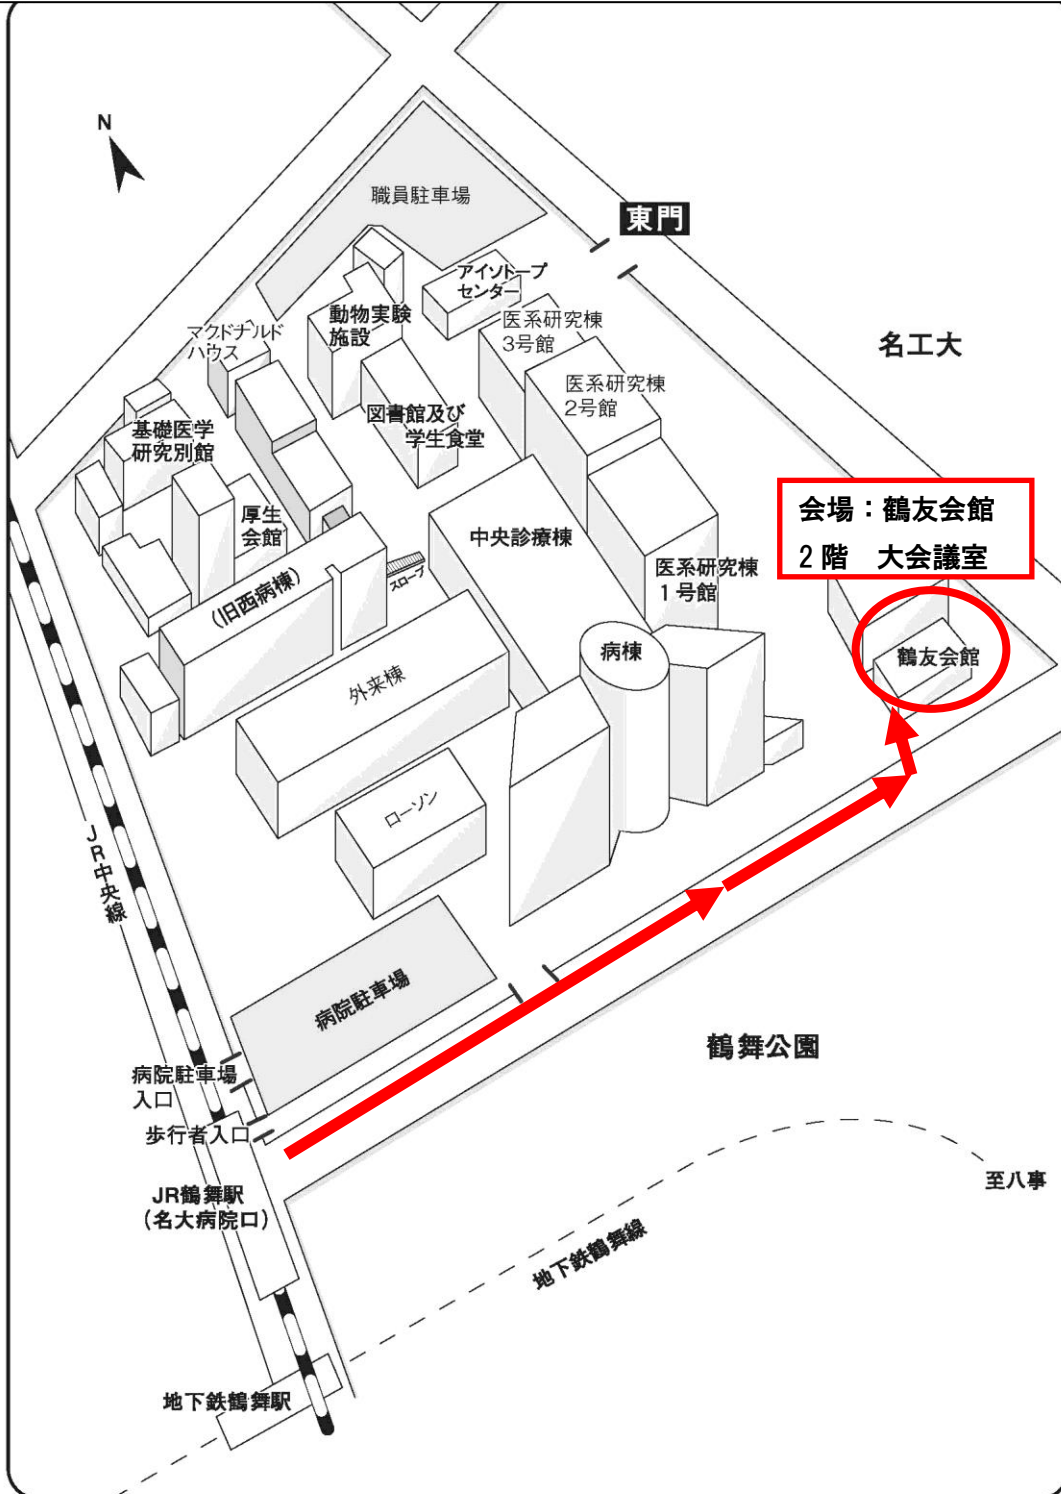 N
職員駐車場
東門
アイソトープ
センター
動物実験
施設
医系研究棟
3号館
マクドナルド
ハウス
名工大
医系研究棟
2号館
図書館及び
学生食堂
基礎医学
研究別館
会場：鶴友会館
2階　大会議室
厚生
会館
中央診療棟
医系研究棟
1号館
スロープ
(旧西病棟)
病棟
鶴友会館
外来棟
ローソン
JR中央線
病院駐車場
鶴舞公園
病院駐車場
入口
歩行者入口
JR鶴舞駅
(名大病院口)
至八事
地下鉄鶴舞線
地下鉄鶴舞駅